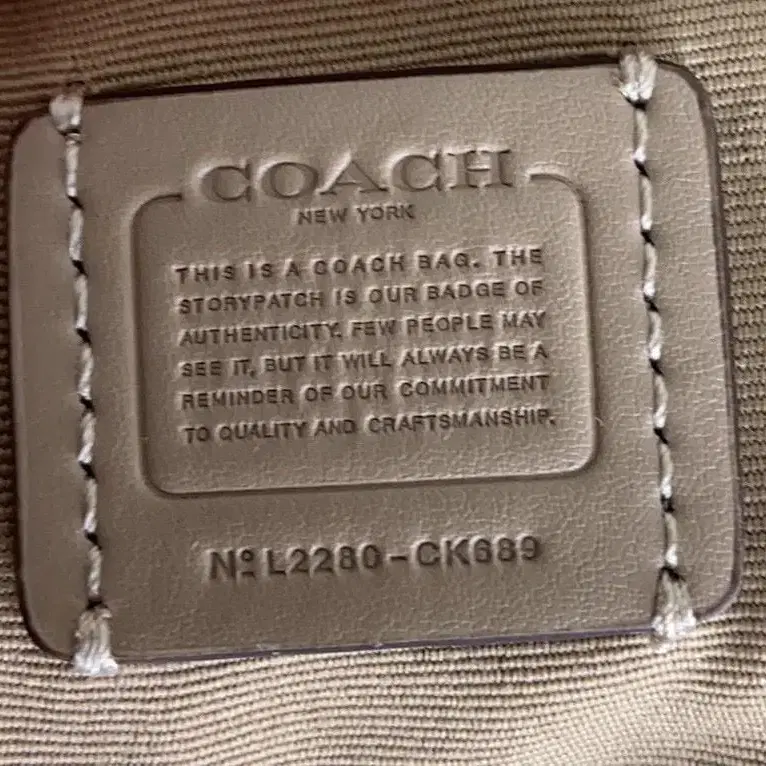 COACH
NEW YORK
THIS IS A COACH BAG. THE
STORYPATCH IS OUR BADGE OF
AUTHENTICITY. FEW PEOPLE MAY
SEE IT, BUT IT WILL ALWAYS BE A
REMINDER OF OUR COMMITMENT
TO QUALITY AND CRAFTSMANSHIP.
Nº L2280-CK689